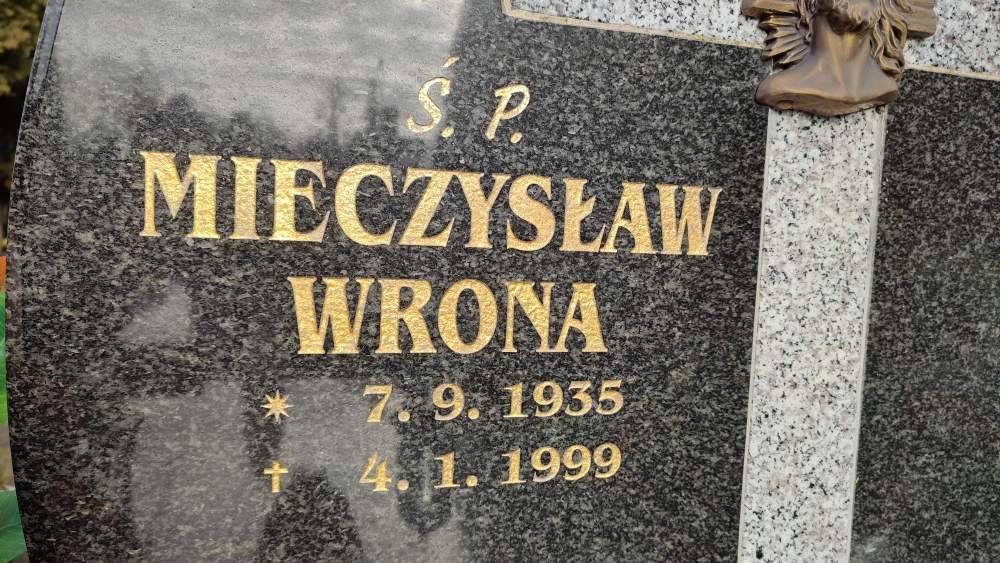 Ś. P.
MIECZYSŁAW
WRONA
* 7. 9. 1935
✝ 4. 1. 1999